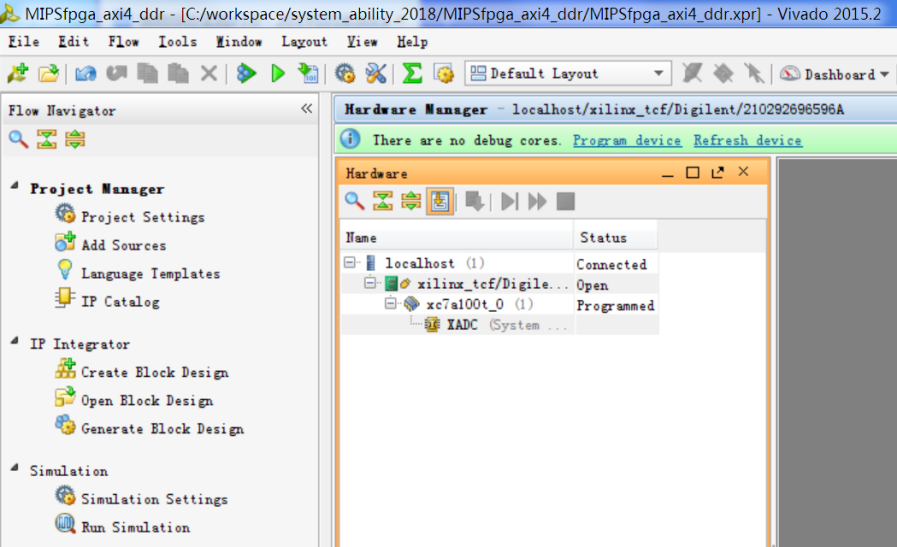 MIPSfpga_axi4_ddr - [C:/workspace/system_ability_2018/MIPSfpga_axi4_ddr/MIPSfpga_axi4_ddr.xpr] - Vivado 2015.2
File Edit Flow Tools Window Layout View Help
Default Layout Dashboard
Flow Navigator
Project Manager
Project Settings
Add Sources
Language Templates
IP Catalog
IP Integrator
Create Block Design
Open Block Design
Generate Block Design
Simulation
Simulation Settings
Run Simulation
Hardware Manager - localhost/xilinx_tcf/Digilent/210292696596A
There are no debug cores. Program device Refresh device
Hardware
Name Status
localhost (1) Connected
xilinx_tcf/Digile... Open
xc7a100t_0 (1) Programmed
XADC (System ...